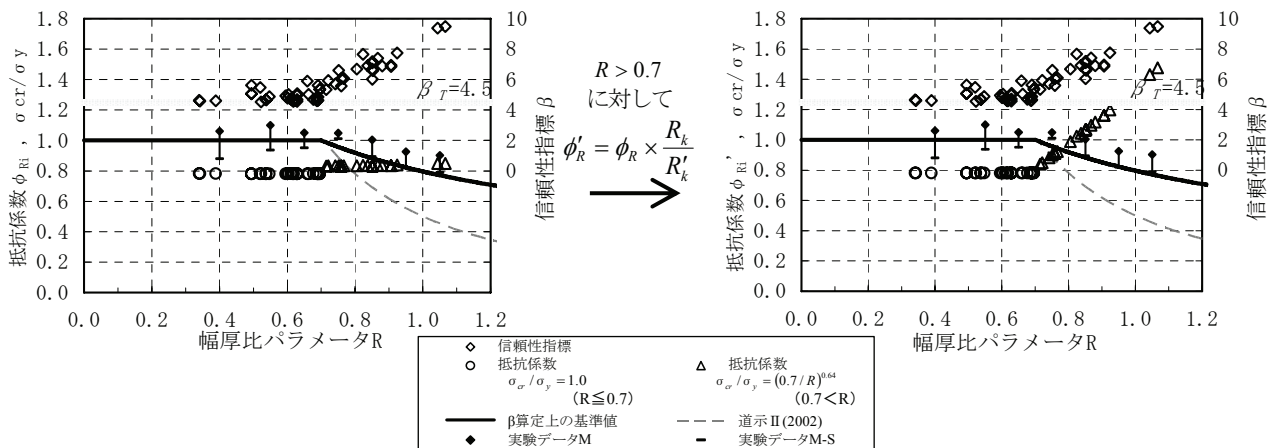 抵抗係数φRi, σcr/σy
1.8
1.6
1.4
1.2
1.0
0.8
0.6
0.4
0.2
0.0
0.0 0.2 0.4 0.6 0.8 1.0 1.2
幅厚比パラメータR
10
8
6
4
2
0
信頼性指標β
β T=4.5
R > 0.7
に対して
φ'R = φR × Rk / R'k
抵抗係数φRi, σcr/σy
1.8
1.6
1.4
1.2
1.0
0.8
0.6
0.4
0.2
0.0
0.0 0.2 0.4 0.6 0.8 1.0 1.2
幅厚比パラメータR
10
8
6
4
2
0
信頼性指標β
β T=4.5
信頼性指標
抵抗係数 抵抗係数
σcr/σy = 1.0 σcr/σy = (0.7/R)^0.64
(R≦0.7) (0.7<R)
β算定上の基準値 道示Ⅱ(2002)
実験データM 実験データM-S